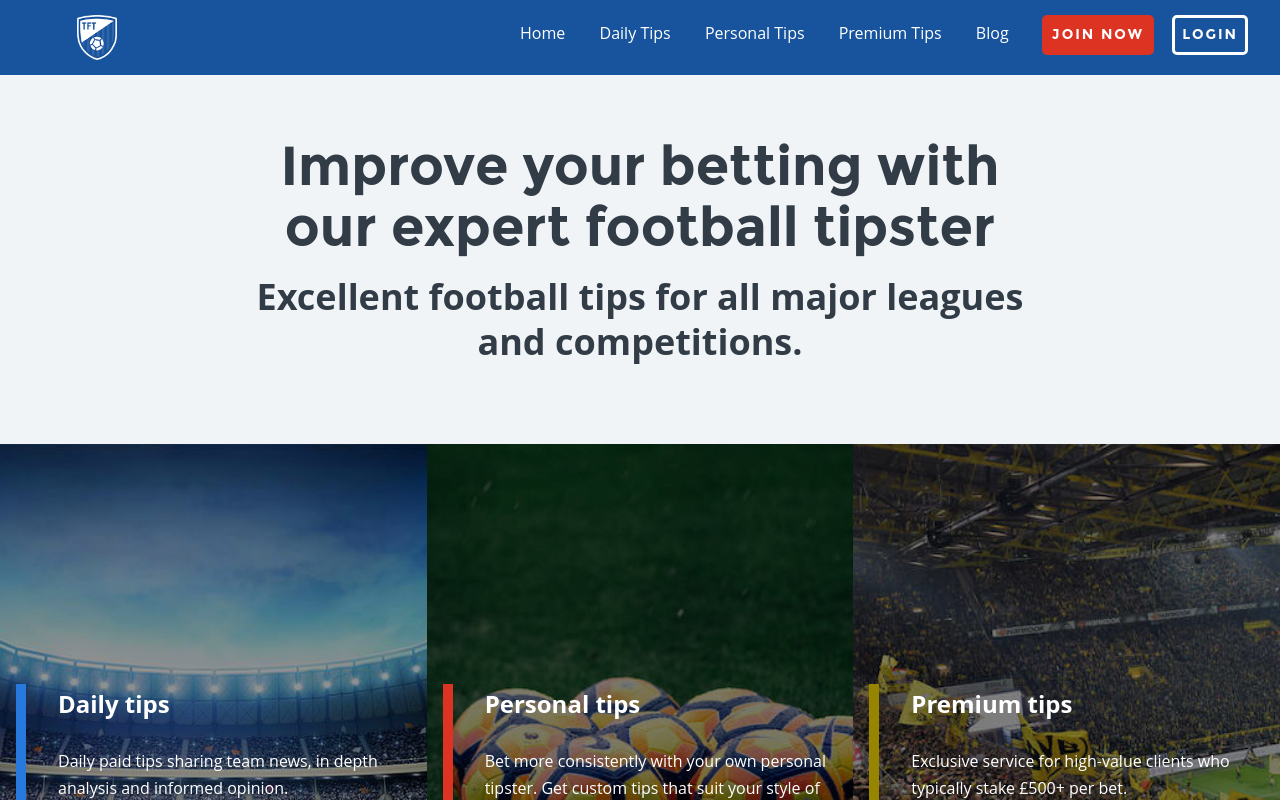 TFT
Home
Daily Tips
Personal Tips
Premium Tips
Blog
JOIN NOW
LOGIN
Improve your betting with
our expert football tipster
Excellent football tips for all major leagues
and competitions.
Daily tips
Daily paid tips sharing team news, in depth
analysis and informed opinion.
Personal tips
Bet more consistently with your own personal
tipster. Get custom tips that suit your style of
Premium tips
Exclusive service for high-value clients who
typically stake £500+ per bet.